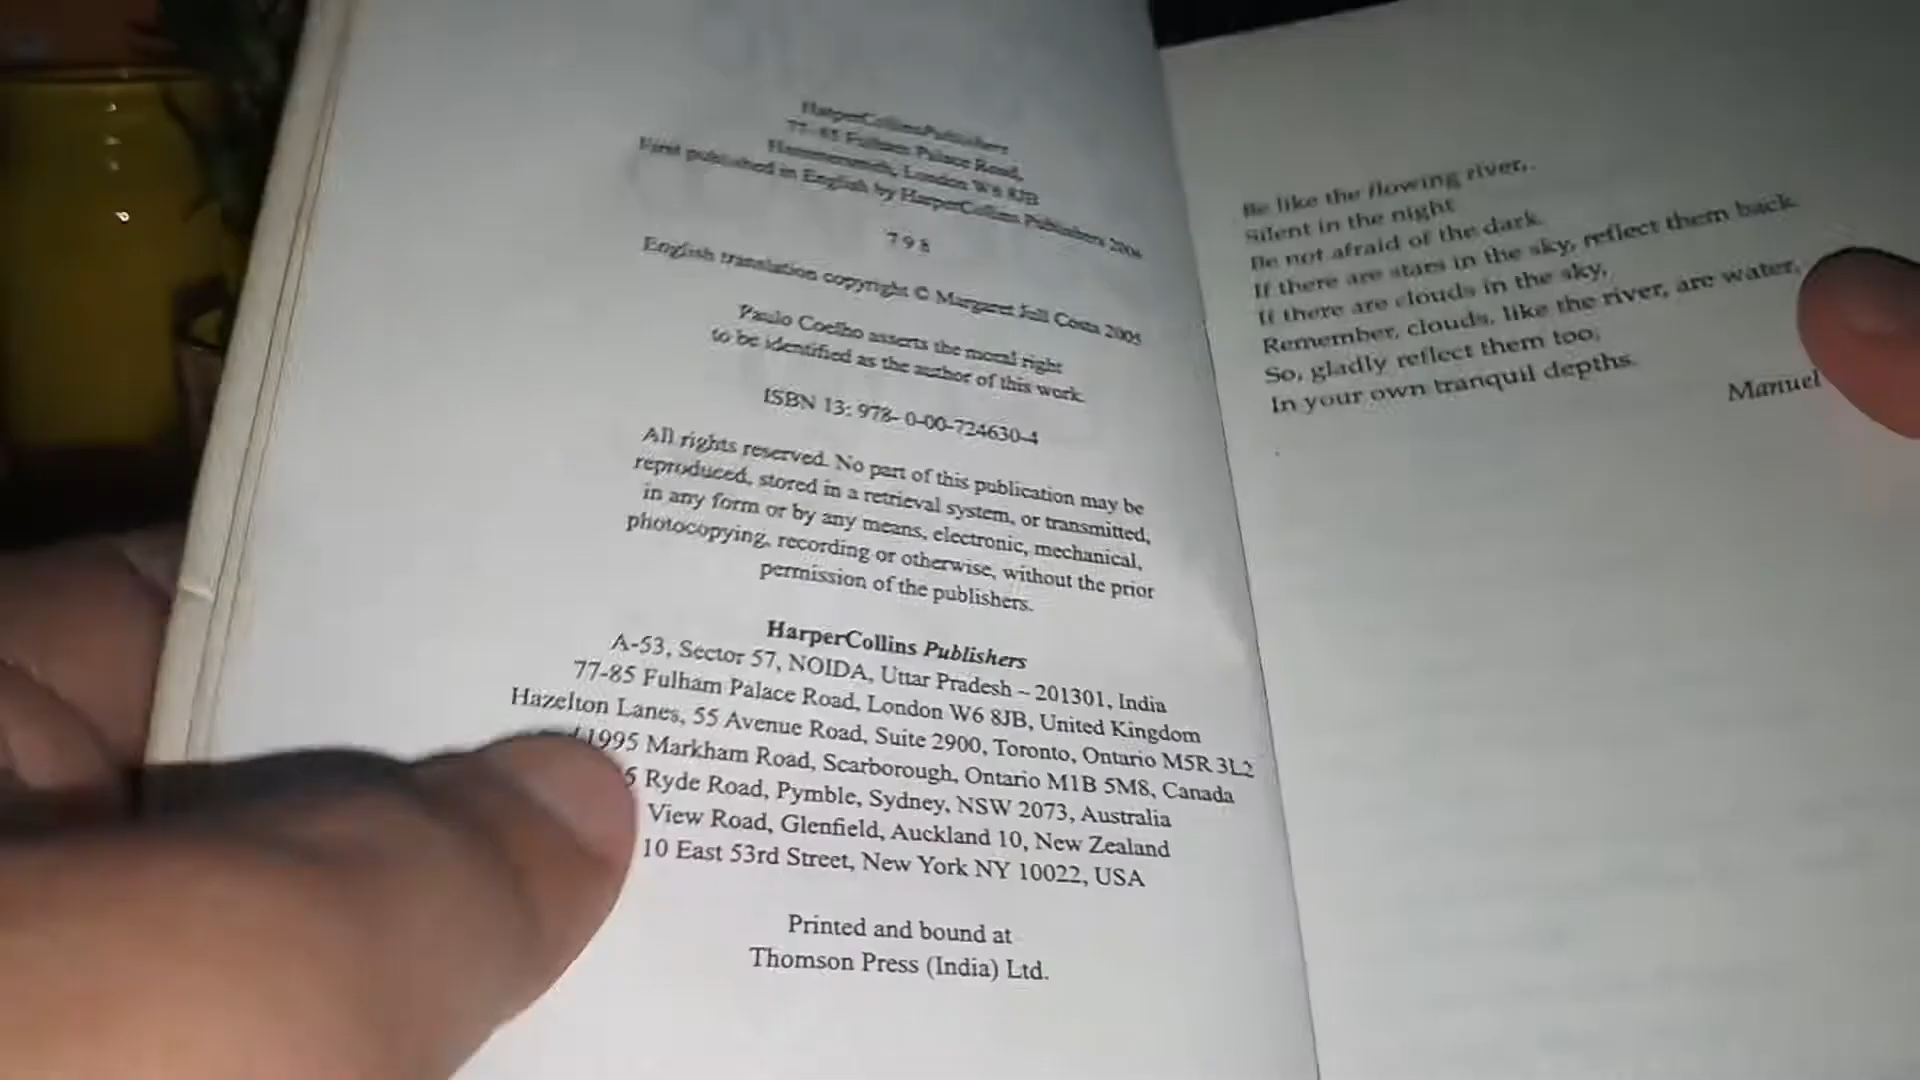 HarperCollinsPublishers
77-85 Fulham Palace Road,
Hammersmith, London W6 8JB
First published in English by HarperCollins Publishers
7 9 8
English translation copyright © Margaret Jull Costa 2005
Paulo Coelho asserts the moral right
to be identified as the author of this work.
ISBN 13: 978- 0-00-724630-4
All rights reserved. No part of this publication may be
reproduced, stored in a retrieval system, or transmitted,
in any form or by any means, electronic, mechanical,
photocopying, recording or otherwise, without the prior
permission of the publishers.
HarperCollins Publishers
A-53, Sector 57, NOIDA, Uttar Pradesh – 201301, India
77-85 Fulham Palace Road, London W6 8JB, United Kingdom
Hazelton Lanes, 55 Avenue Road, Suite 2900, Toronto, Ontario M5R 3L2
1995 Markham Road, Scarborough, Ontario M1B 5M8, Canada
Ryde Road, Pymble, Sydney, NSW 2073, Australia
View Road, Glenfield, Auckland 10, New Zealand
10 East 53rd Street, New York NY 10022, USA
Printed and bound at
Thomson Press (India) Ltd.
Be like the flowing river,
Silent in the night
Be not afraid of the dark.
If there are stars in the sky, reflect them back.
If there are clouds in the sky,
Remember, clouds, like the river, are water,
So, gladly reflect them too,
In your own tranquil depths.
Manuel